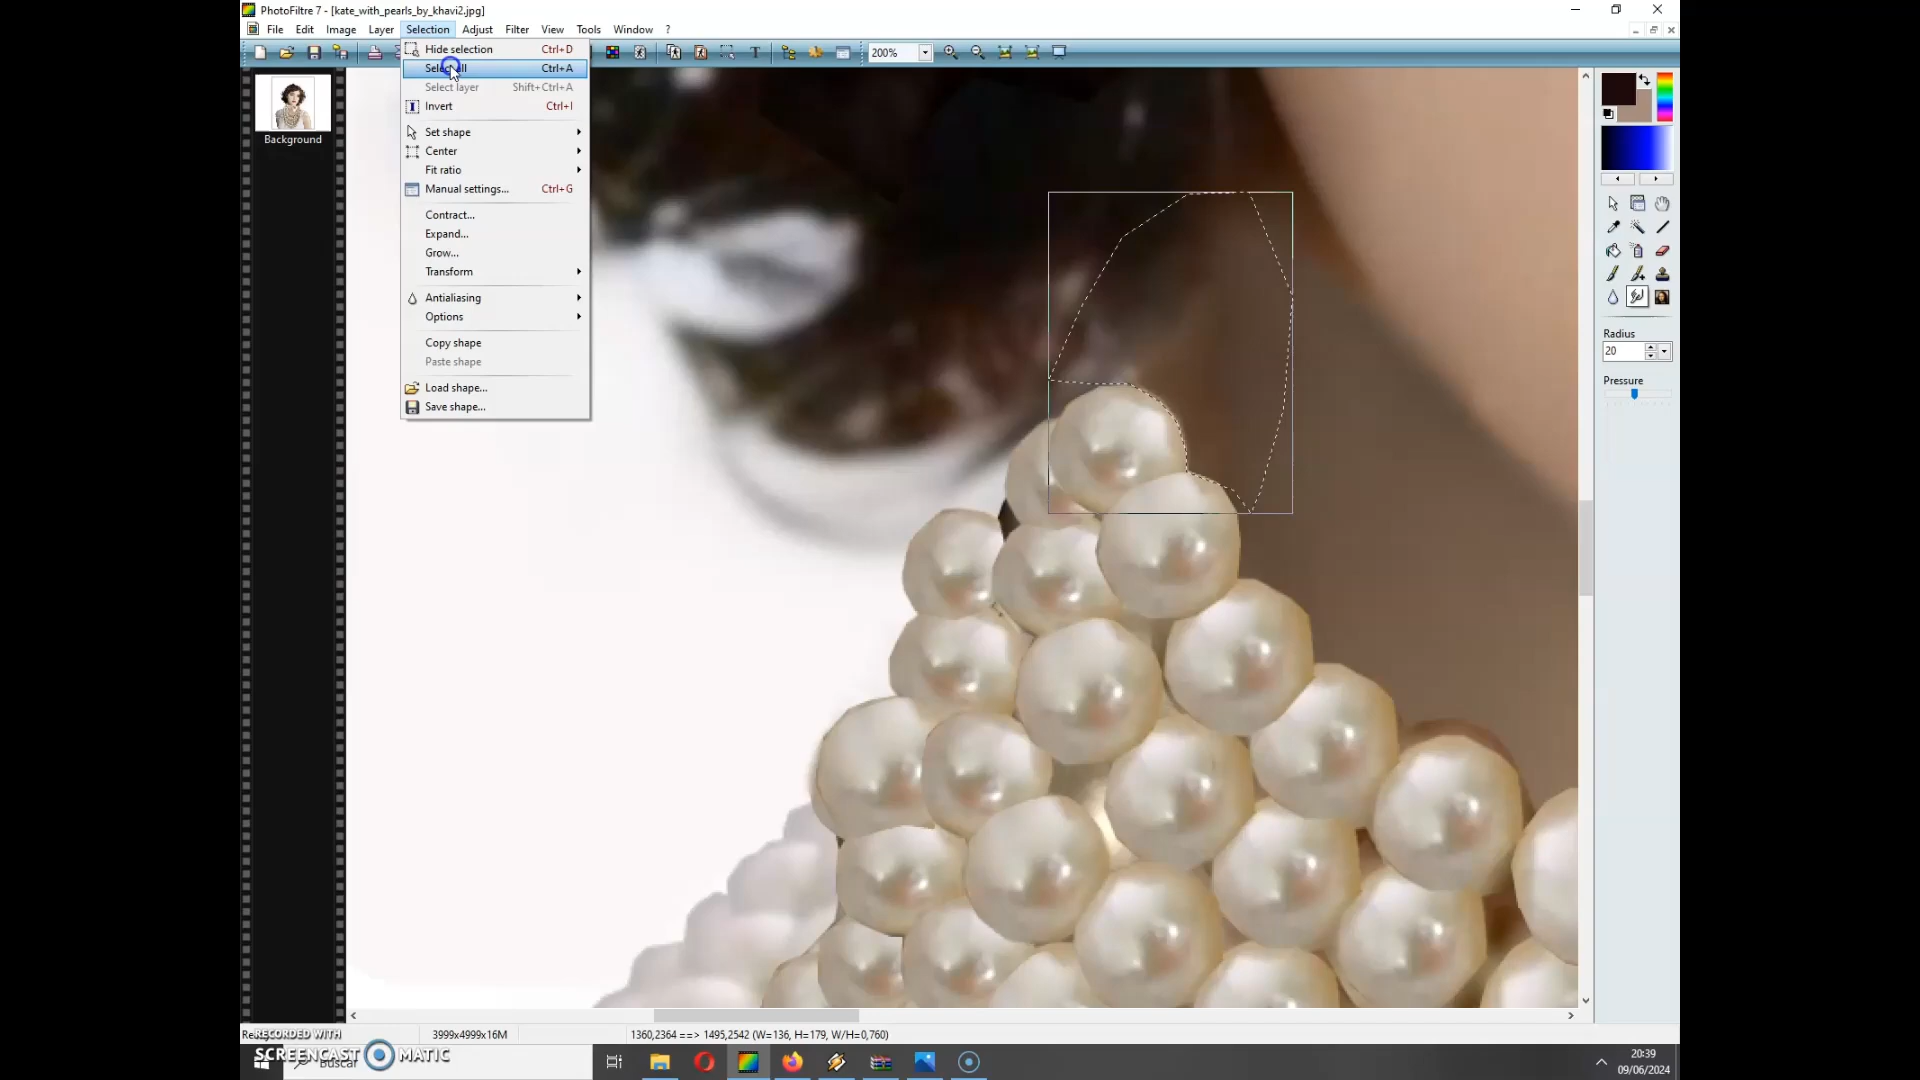 PhotoFiltre 7 - [kate_with_pearls_by_khavi2.jpg]
File Edit Image Layer Selection Adjust Filter View Tools Window ?
200%
Background
Hide selection Ctrl+D
Ctrl+A
Select layer Shift+Ctrl+A
Invert Ctrl+I
Set shape
Center
Fit ratio
Manual settings... Ctrl+G
Contract...
Expand...
Grow...
Transform
Antialiasing
Options
Copy shape
Paste shape
Load shape...
Save shape...
Radius
20
Pressure
3999x4999x16M 1360,2364 ==> 1495,2542 (W=136, H=179, W/H=0,760)
RECORDED WITH
SCREENCAST MATIC
Buscar
20:39
09/06/2024